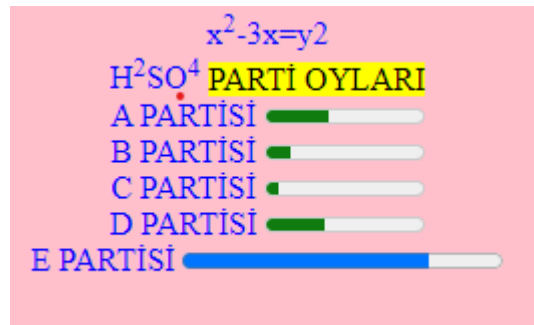 x²-3x=y2
H²SO⁴ PARTİ OYLARI
A PARTİSİ
B PARTİSİ
C PARTİSİ
D PARTİSİ
E PARTİSİ